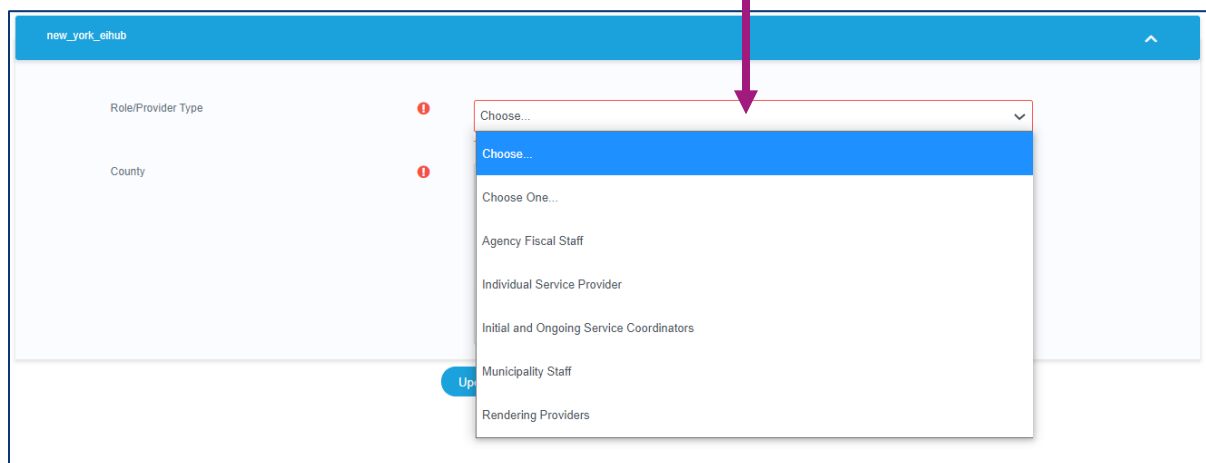 new_york_eihub
Role/Provider Type
Choose...
Choose...
County
Choose One...
Agency Fiscal Staff
Individual Service Provider
Initial and Ongoing Service Coordinators
Municipality Staff
Rendering Providers